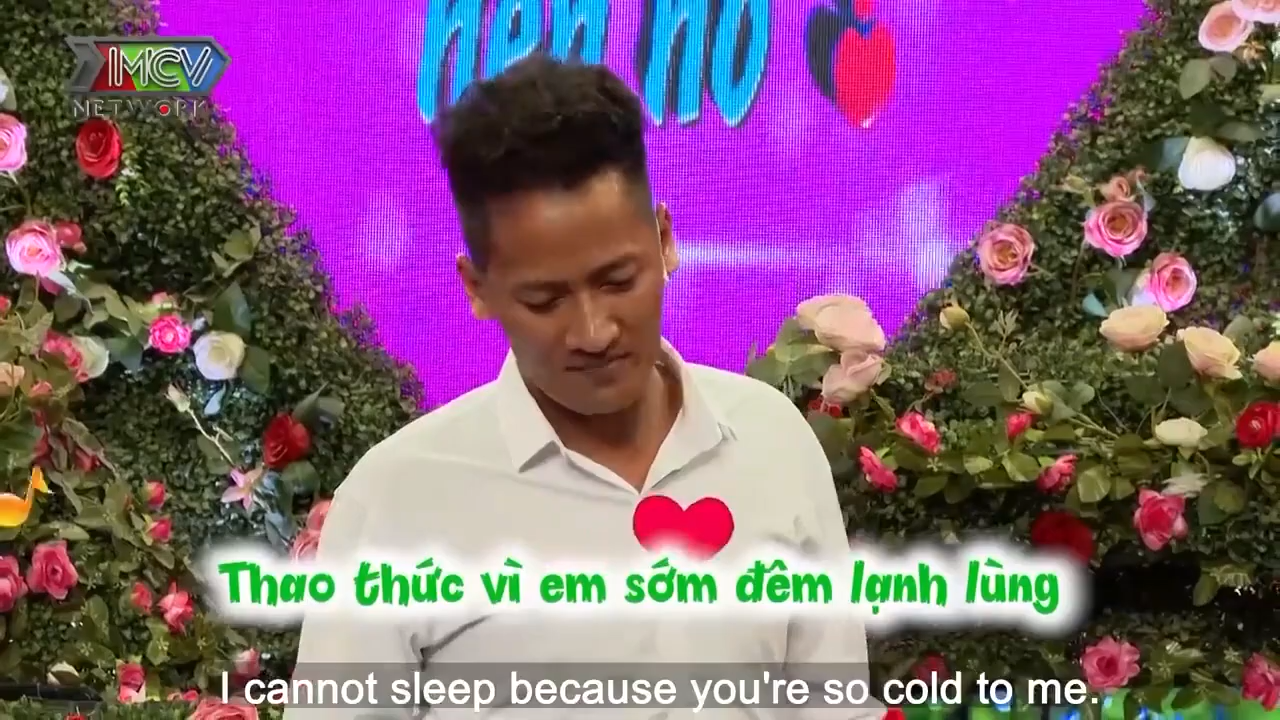 MCV
NETWORK
hẹn hò
Thao thức vì em sớm đêm lạnh lùng
I cannot sleep because you're so cold to me.